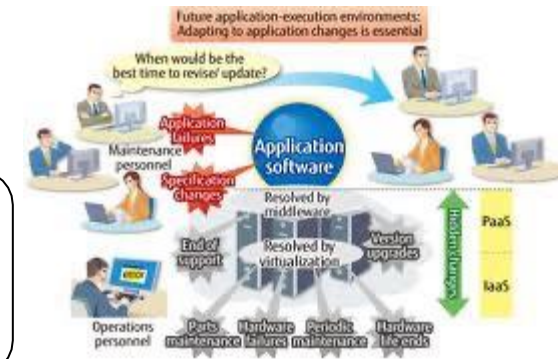 Future application-execution environments:
Adapting to application changes is essential
When would be the
best time to revise/ update?
Application
failures
Maintenance
personnel
Application
software
Specification
changes
Resolved by
middleware
End of
support
Resolved by
virtualization
Version
upgrades
Hidden changes
PaaS
IaaS
Operations
personnel
Parts
maintenance
Hardware
failures
Periodic
maintenance
Hardware
life ends